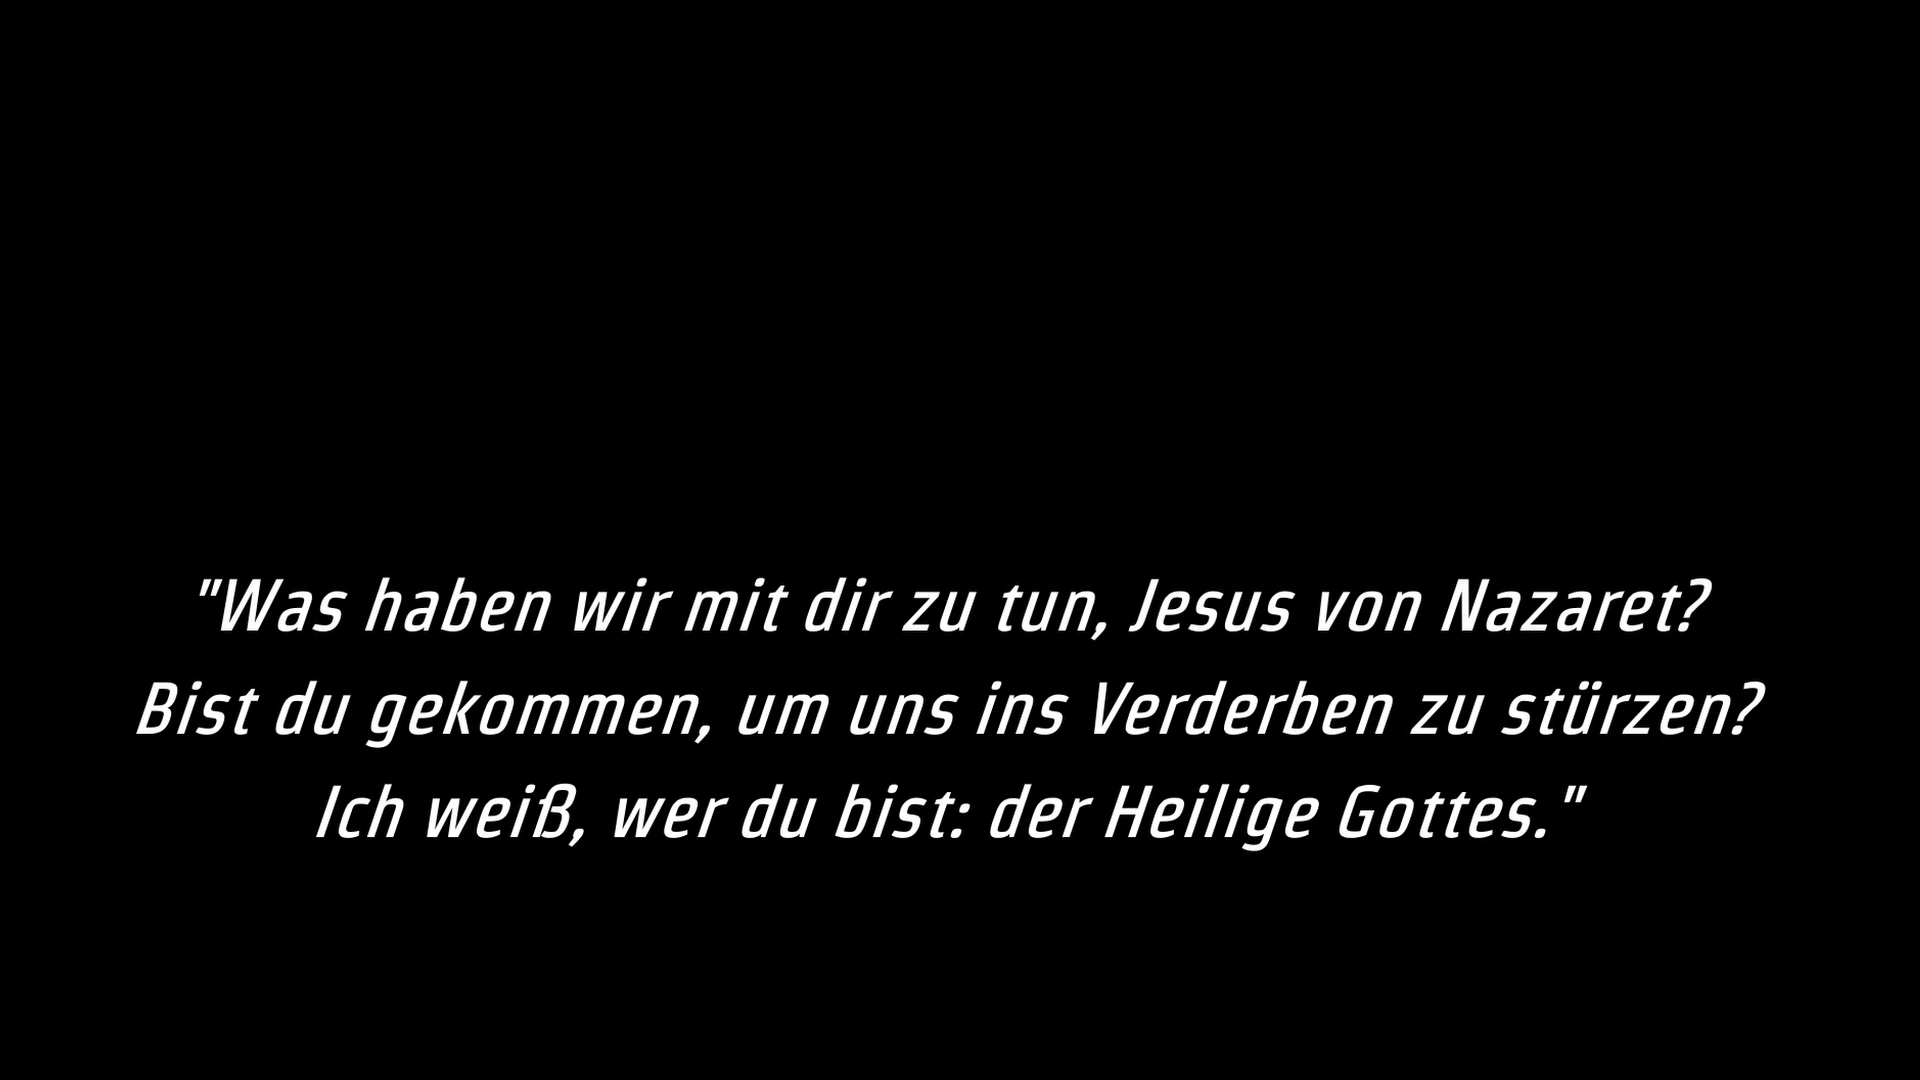 "Was haben wir mit dir zu tun, Jesus von Nazaret?
Bist du gekommen, um uns ins Verderben zu stürzen?
Ich weiß, wer du bist: der Heilige Gottes."